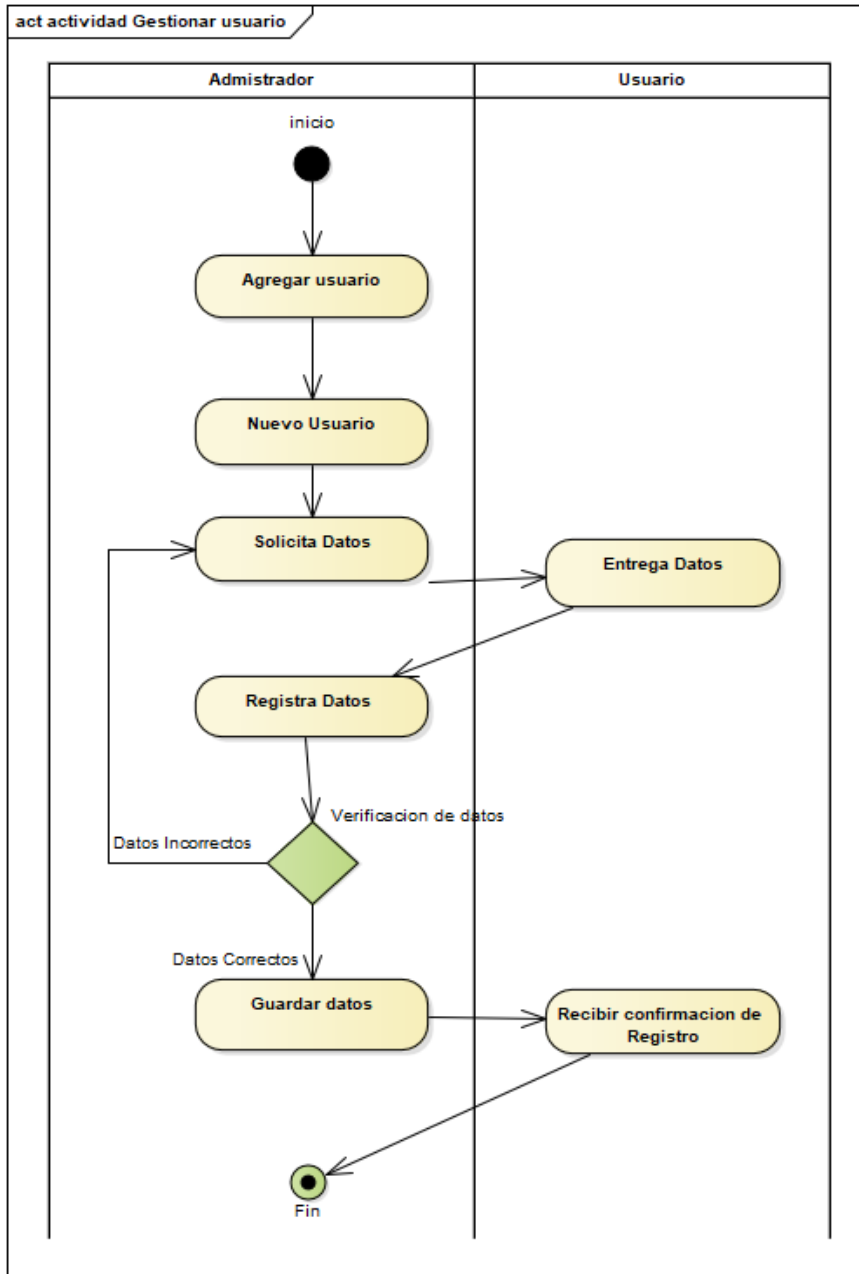 act actividad Gestionar usuario
Admistrador
Usuario
inicio
Agregar usuario
Nuevo Usuario
Solicita Datos
Entrega Datos
Registra Datos
Verificacion de datos
Datos Incorrectos
Datos Correctos
Guardar datos
Recibir confirmacion de
Registro
Fin